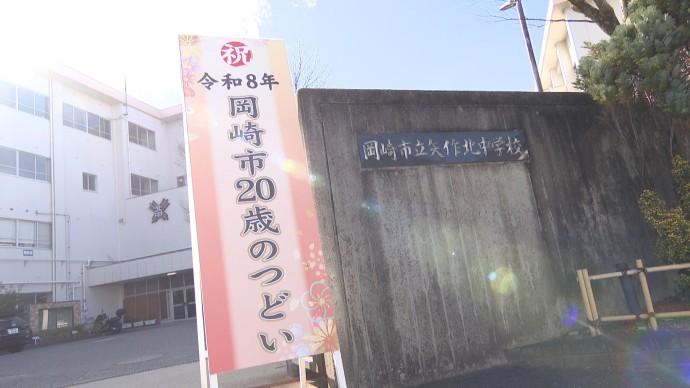 祝
令和8年
岡崎市20歳のつどい
岡崎市立矢作北中学校